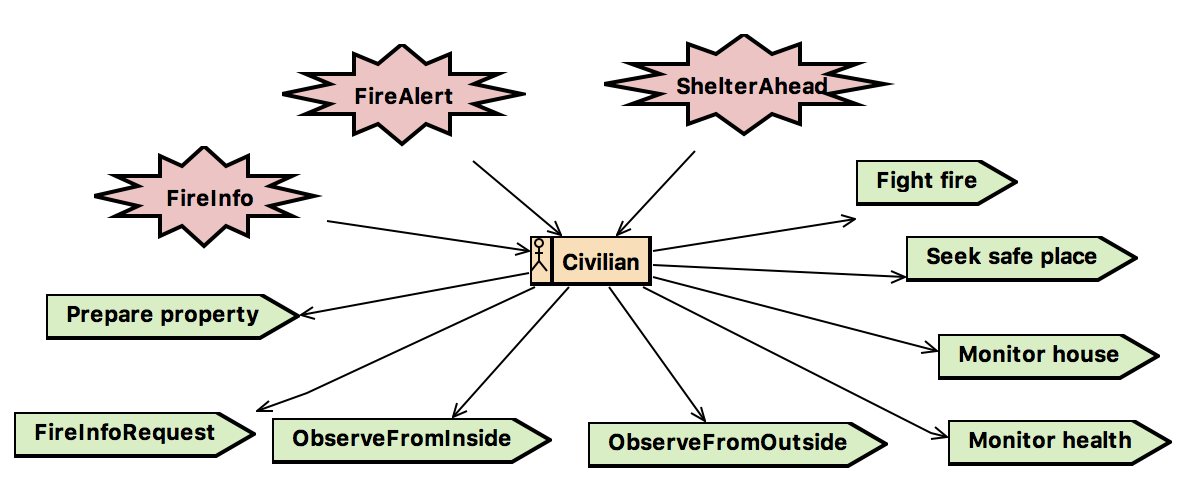 FireAlert
ShelterAhead
FireInfo
Fight fire
Civilian
Seek safe place
Prepare property
Monitor house
FireInfoRequest
ObserveFromInside
ObserveFromOutside
Monitor health